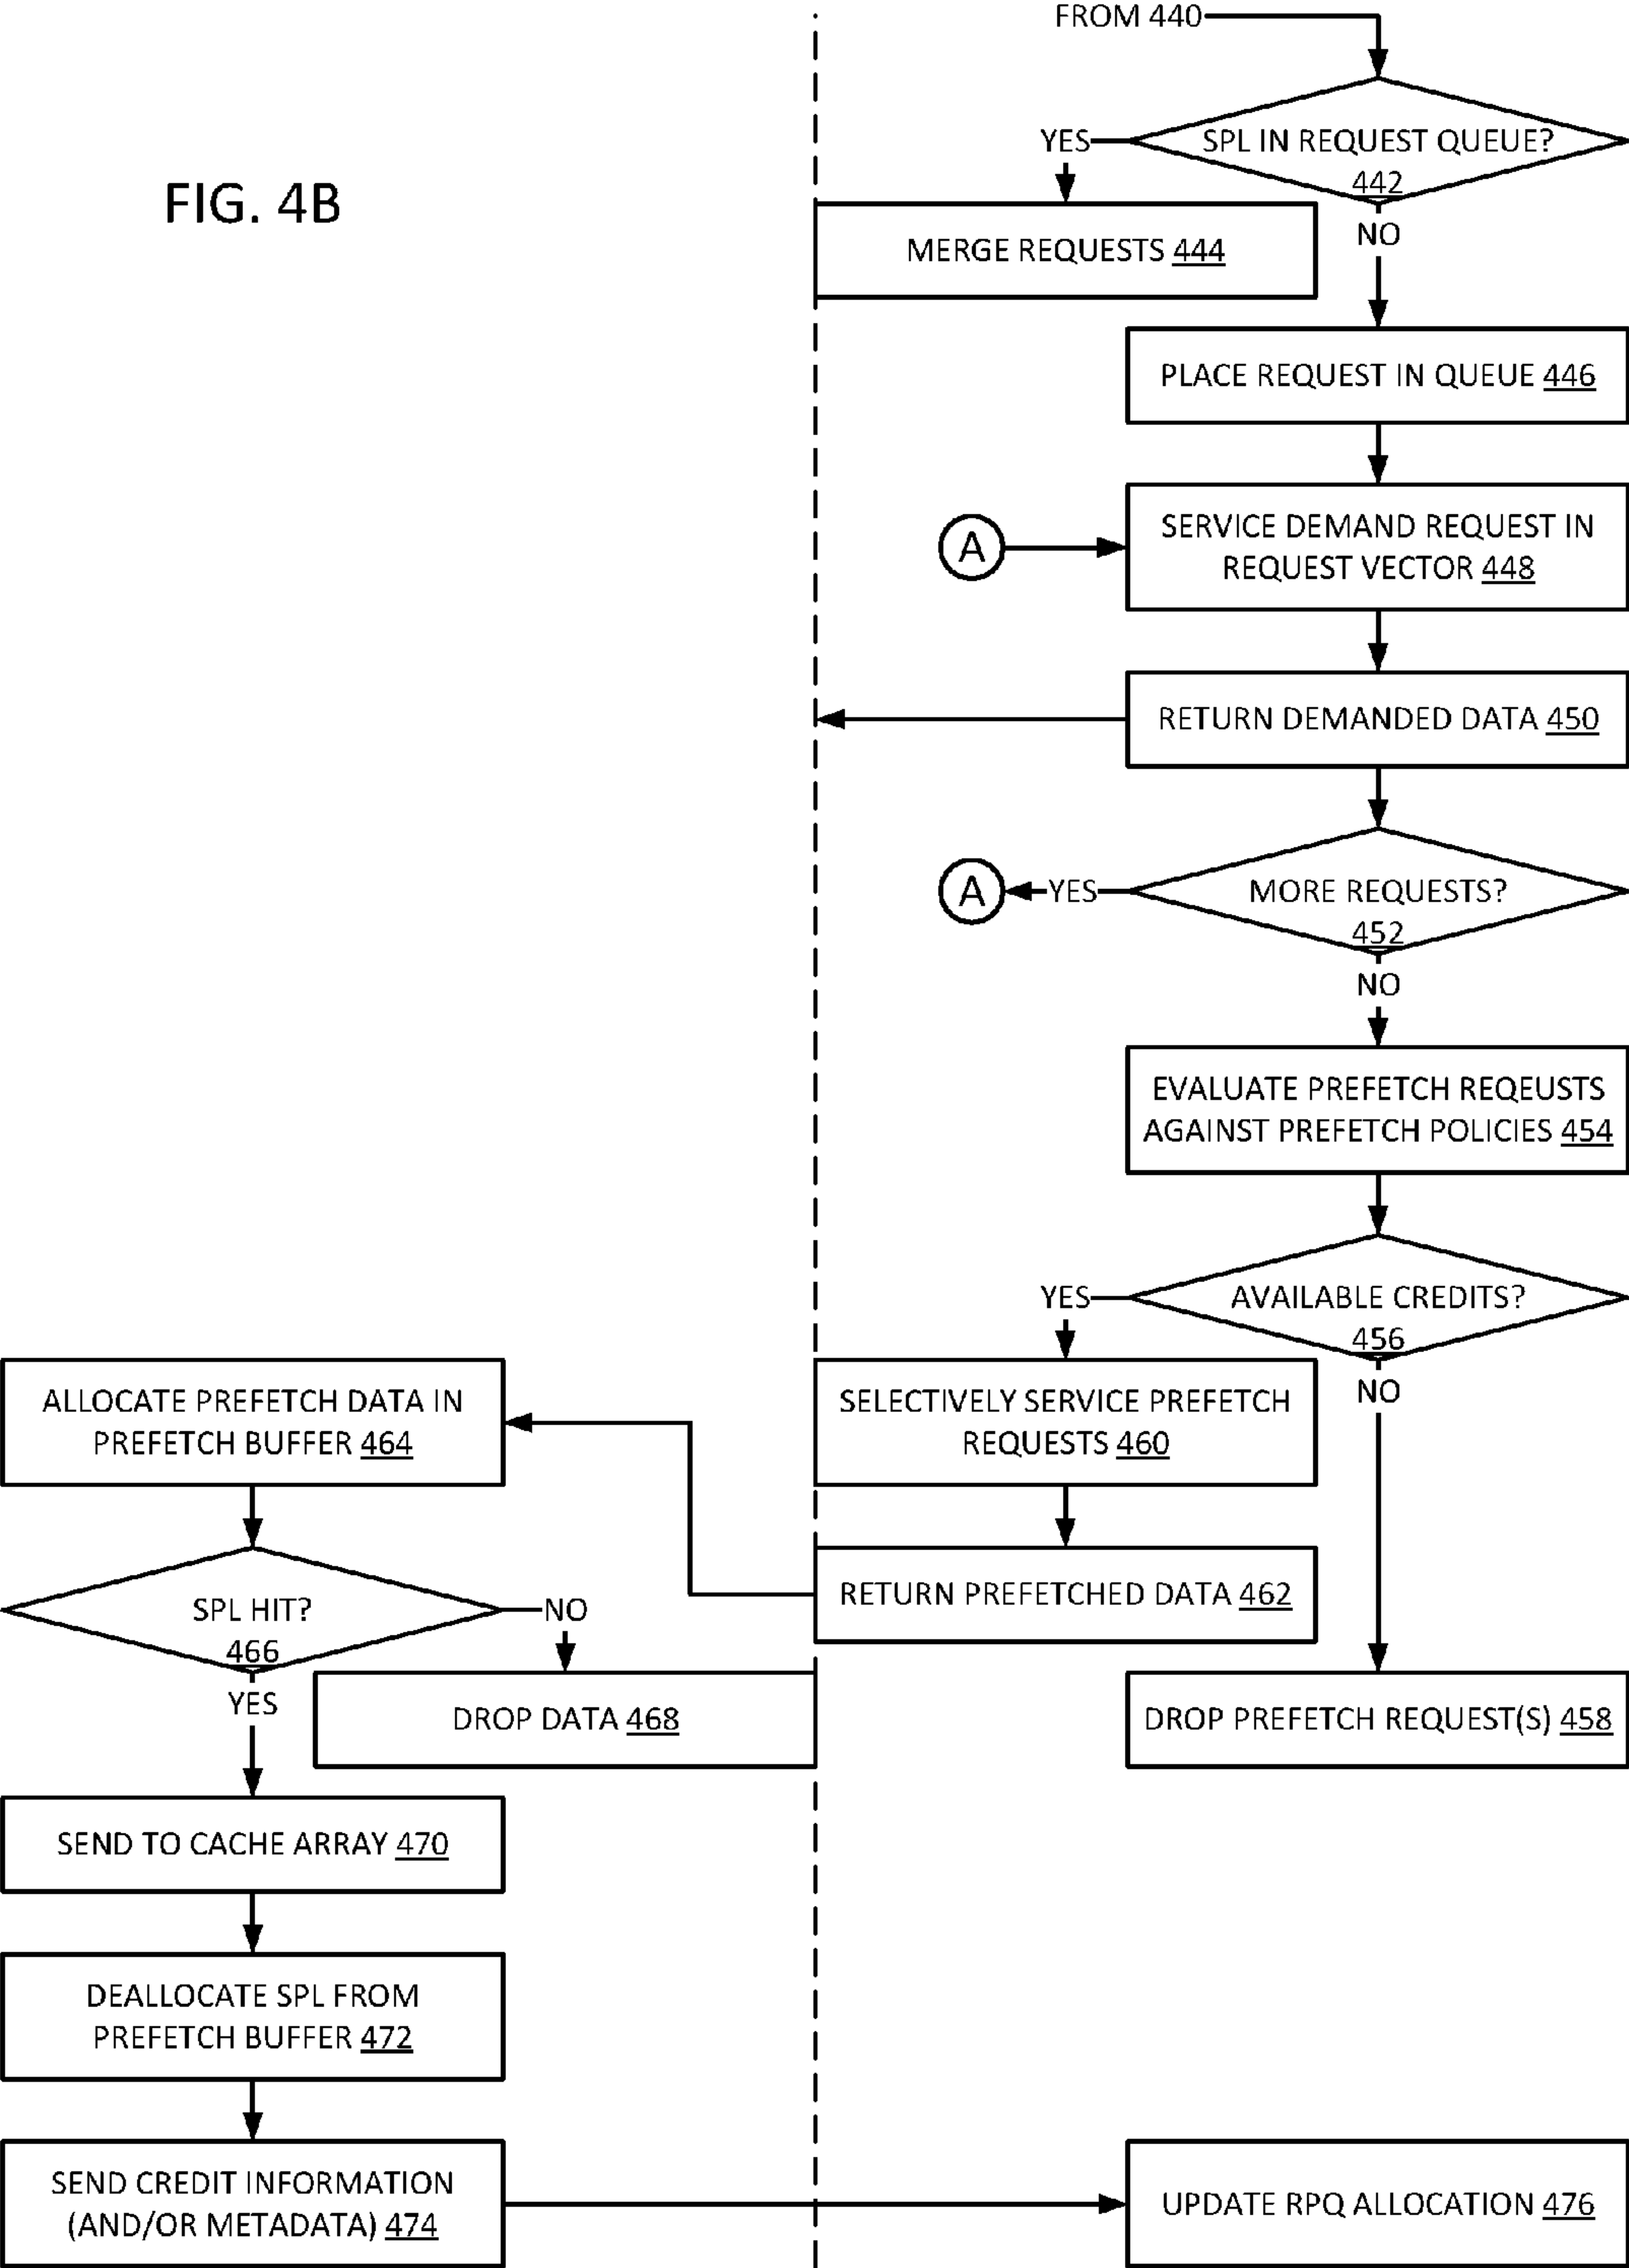 FROM 440
SPL IN REQUEST QUEUE?
442
YES
NO
FIG. 4B
MERGE REQUESTS 444
PLACE REQUEST IN QUEUE 446
A
SERVICE DEMAND REQUEST IN
REQUEST VECTOR 448
RETURN DEMANDED DATA 450
MORE REQUESTS?
452
YES
A
NO
EVALUATE PREFETCH REQEUSTS
AGAINST PREFETCH POLICIES 454
AVAILABLE CREDITS?
456
YES
NO
SELECTIVELY SERVICE PREFETCH
REQUESTS 460
RETURN PREFETCHED DATA 462
DROP PREFETCH REQUEST(S) 458
ALLOCATE PREFETCH DATA IN
PREFETCH BUFFER 464
SPL HIT?
466
NO
YES
DROP DATA 468
SEND TO CACHE ARRAY 470
DEALLOCATE SPL FROM
PREFETCH BUFFER 472
SEND CREDIT INFORMATION
(AND/OR METADATA) 474
UPDATE RPQ ALLOCATION 476